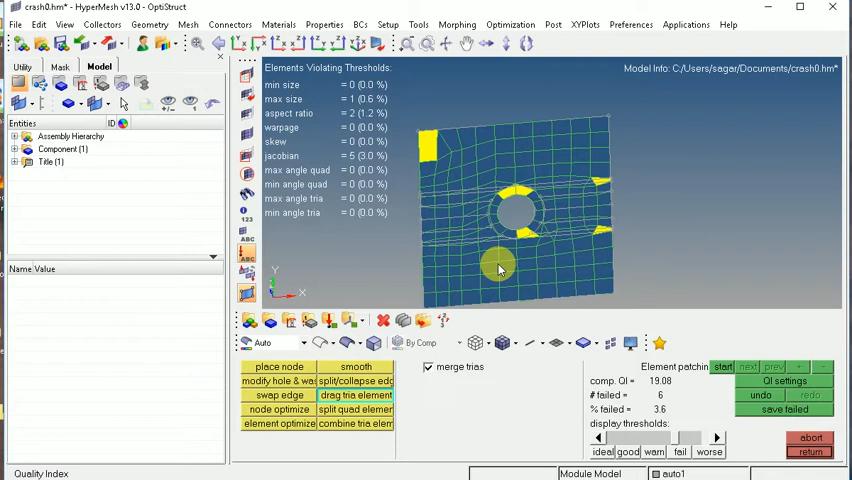 crash0.hm* - HyperMesh v13.0 - OptiStruct
File Edit View Collectors Geometry Mesh Connectors Materials Properties BCs Setup Tools Morphing Optimization Post XYPlots Preferences Applications Help
Utility Mask Model
Entities ID
Assembly Hierarchy
Component (1)
Title (1)
Name Value
Elements Violating Thresholds:
min size = 0 (0.0 %)
max size = 1 (0.6 %)
aspect ratio = 2 (1.2 %)
warpage = 0 (0.0 %)
skew = 0 (0.0 %)
jacobian = 5 (3.0 %)
max angle quad = 0 (0.0 %)
min angle quad = 0 (0.0 %)
max angle tria = 0 (0.0 %)
min angle tria = 0 (0.0 %)
Model Info: C:/Users/sagar/Documents/crash0.hm*
123
ABC
ABC
Y
Z X
Auto By Comp
place node smooth
modify hole & was split/collapse edg
swap edge drag tria element
node optimize split quad elemer
element optimize combine tria elem
merge trias
Element patchin start next prev + -
comp. QI = 19.08 QI settings
# failed = 6 undo redo
% failed = 3.6 save failed
display thresholds:
ideal good warn fail worse
abort
return
Quality Index Module Model auto1